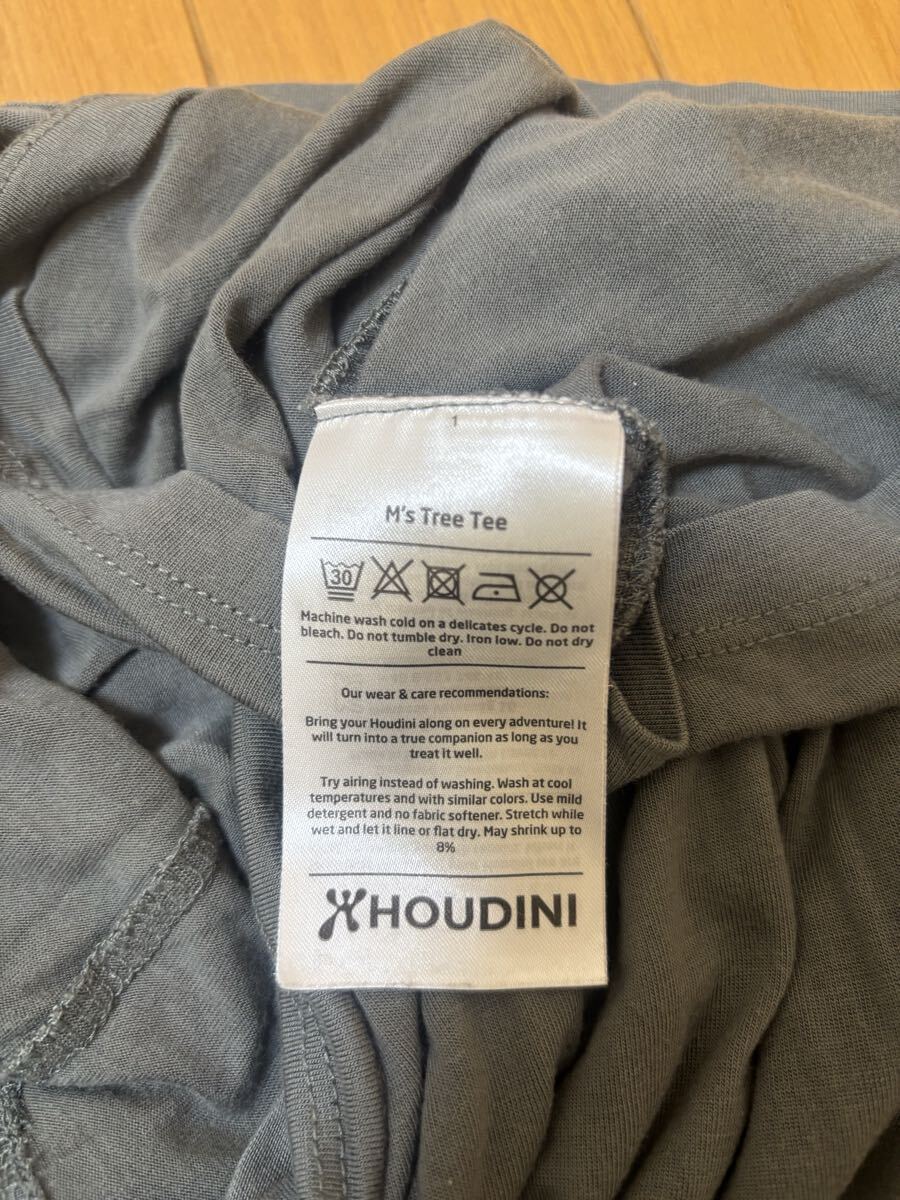 1
M's Tree Tee
30
Machine wash cold on a delicates cycle. Do not
bleach. Do not tumble dry. Iron low. Do not dry
clean
Our wear & care recommendations:
Bring your Houdini along on every adventure! It
will turn into a true companion as long as you
treat it well.
Try airing instead of washing. Wash at cool
temperatures and with similar colors. Use mild
detergent and no fabric softener. Stretch while
wet and let it line or flat dry. May shrink up to
8%
HOUDINI